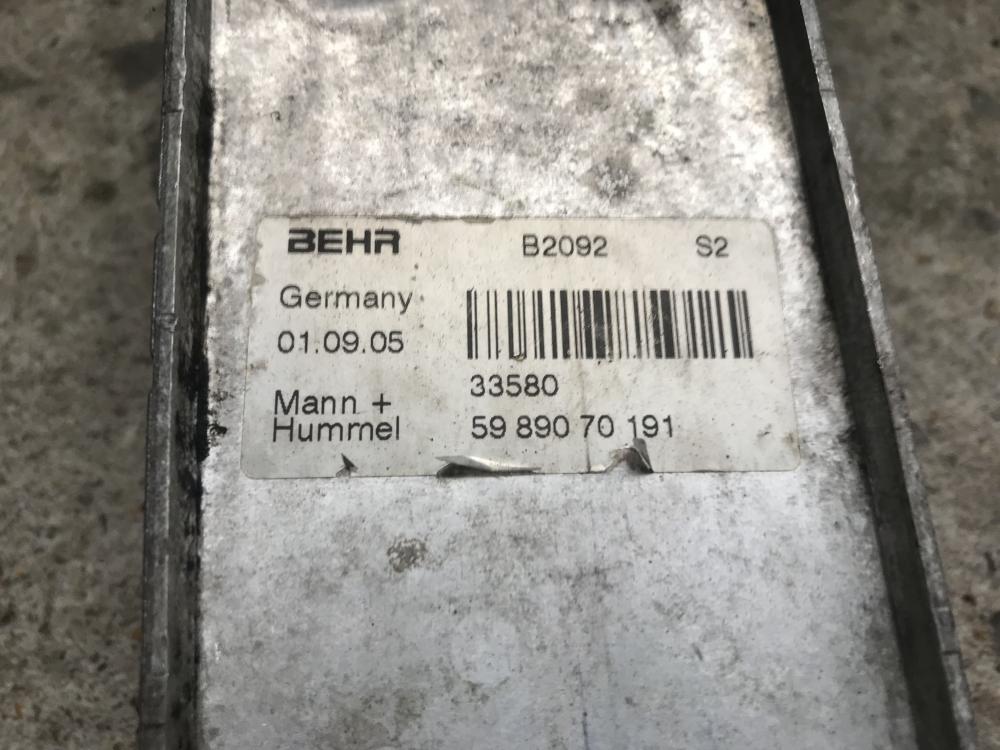 BEHR B2092 S2
Germany
01.09.05
33580
Mann +
Hummel 59 890 70 191